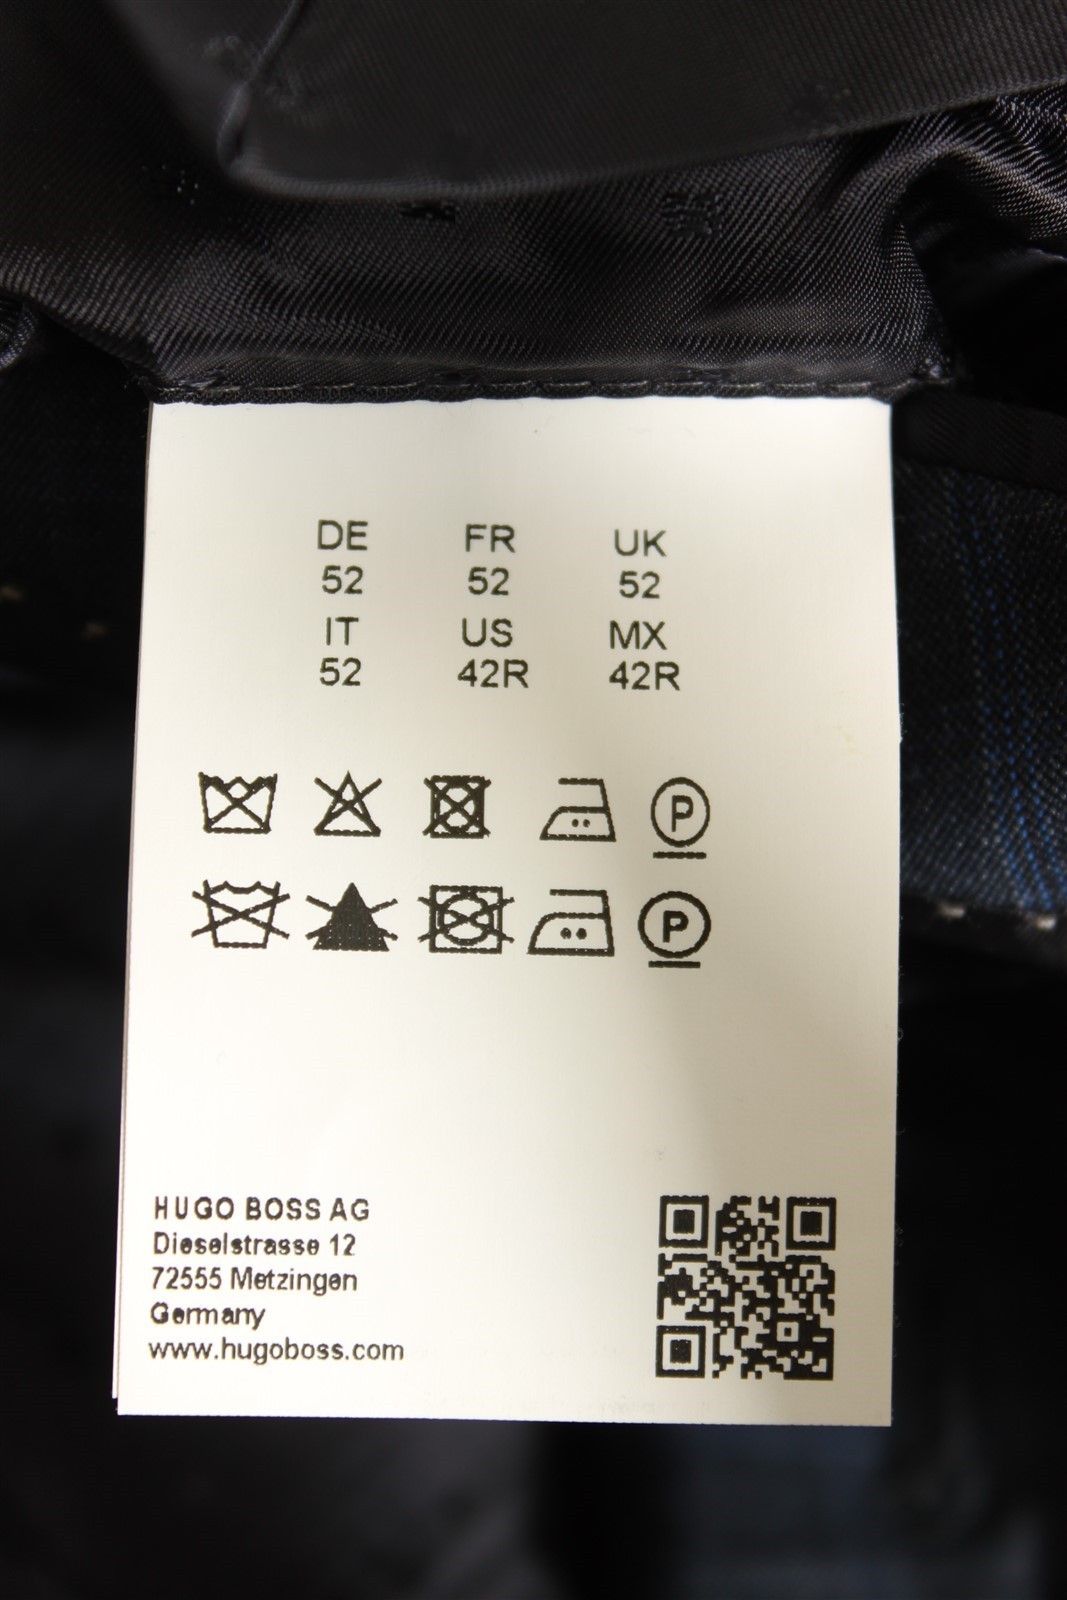 DE FR UK
52 52 52
IT US MX
52 42R 42R
P
P
HUGO BOSS AG
Dieselstrasse 12
72555 Metzingen
Germany
www.hugoboss.com